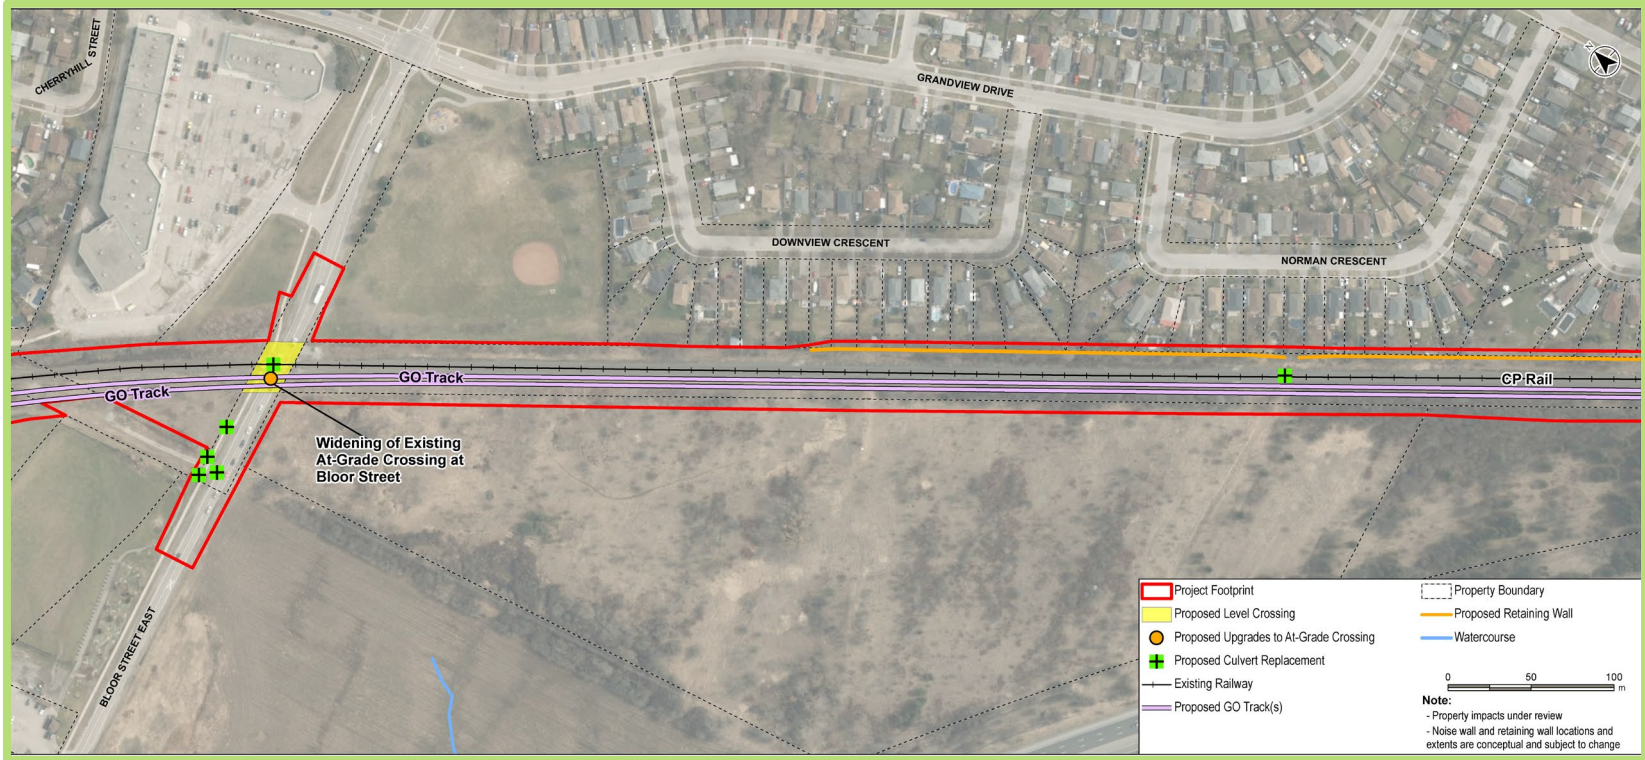 CHERRYHILL STREET
GRANDVIEW DRIVE
N
DOWNVIEW CRESCENT
NORMAN CRESCENT
GO Track
GO Track
CP Rail
Widening of Existing
At-Grade Crossing at
Bloor Street
BLOOR STREET EAST
Project Footprint
Proposed Level Crossing
Proposed Upgrades to At-Grade Crossing
Proposed Culvert Replacement
Existing Railway
Proposed GO Track(s)
Property Boundary
Proposed Retaining Wall
Watercourse
0 50 100
m
Note:
- Property impacts under review
- Noise wall and retaining wall locations and
extents are conceptual and subject to change